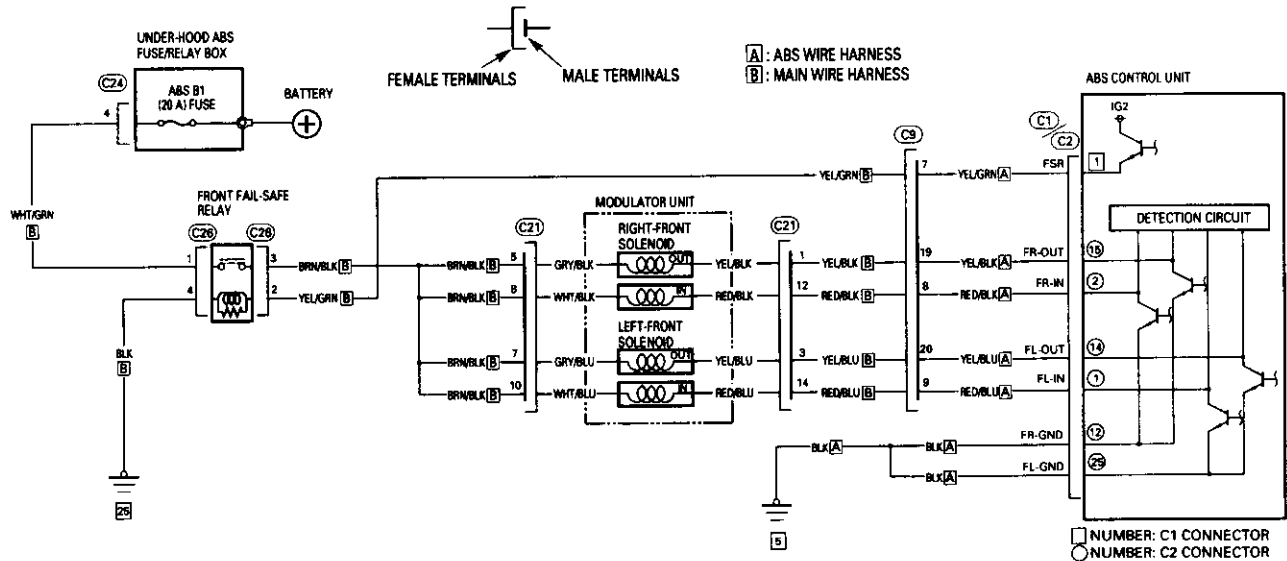 UNDER-HOOD ABS
FUSE/RELAY BOX
C24
4
ABS B1
(20 A) FUSE
BATTERY
FEMALE TERMINALS
MALE TERMINALS
A : ABS WIRE HARNESS
B : MAIN WIRE HARNESS
ABS CONTROL UNIT
IG2
C1
C2
C9
7
YEL/GRN B
YEL/GRN A
FSR
1
WHT/GRN
B
FRONT FAIL-SAFE
RELAY
C26
C26
1
4
3
2
BRN/BLK B
YEL/GRN B
BLK
B
25
C21
MODULATOR UNIT
C21
RIGHT-FRONT
SOLENOID
DETECTION CIRCUIT
BRN/BLK B
5
GRY/BLK
OUT
YEL/BLK
1
YEL/BLK B
19
YEL/BLK A
FR-OUT
15
BRN/BLK B
8
WHT/BLK
IN
RED/BLK
12
RED/BLK B
8
RED/BLK A
FR-IN
2
LEFT-FRONT
SOLENOID
BRN/BLK B
7
GRY/BLU
OUT
YEL/BLU
3
YEL/BLU B
20
YEL/BLU A
FL-OUT
14
BRN/BLK B
10
WHT/BLU
IN
RED/BLU
14
RED/BLU B
9
RED/BLU A
FL-IN
1
BLK A
BLK A
FR-GND
12
BLK A
FL-GND
25
5
NUMBER: C1 CONNECTOR
NUMBER: C2 CONNECTOR